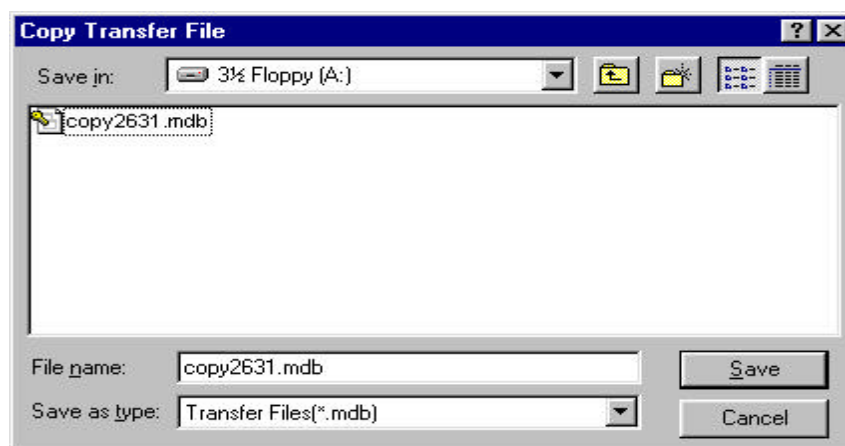 Copy Transfer File
Save in: 3½ Floppy (A:)
copy2631.mdb
File name: copy2631.mdb Save
Save as type: Transfer Files(*.mdb) Cancel